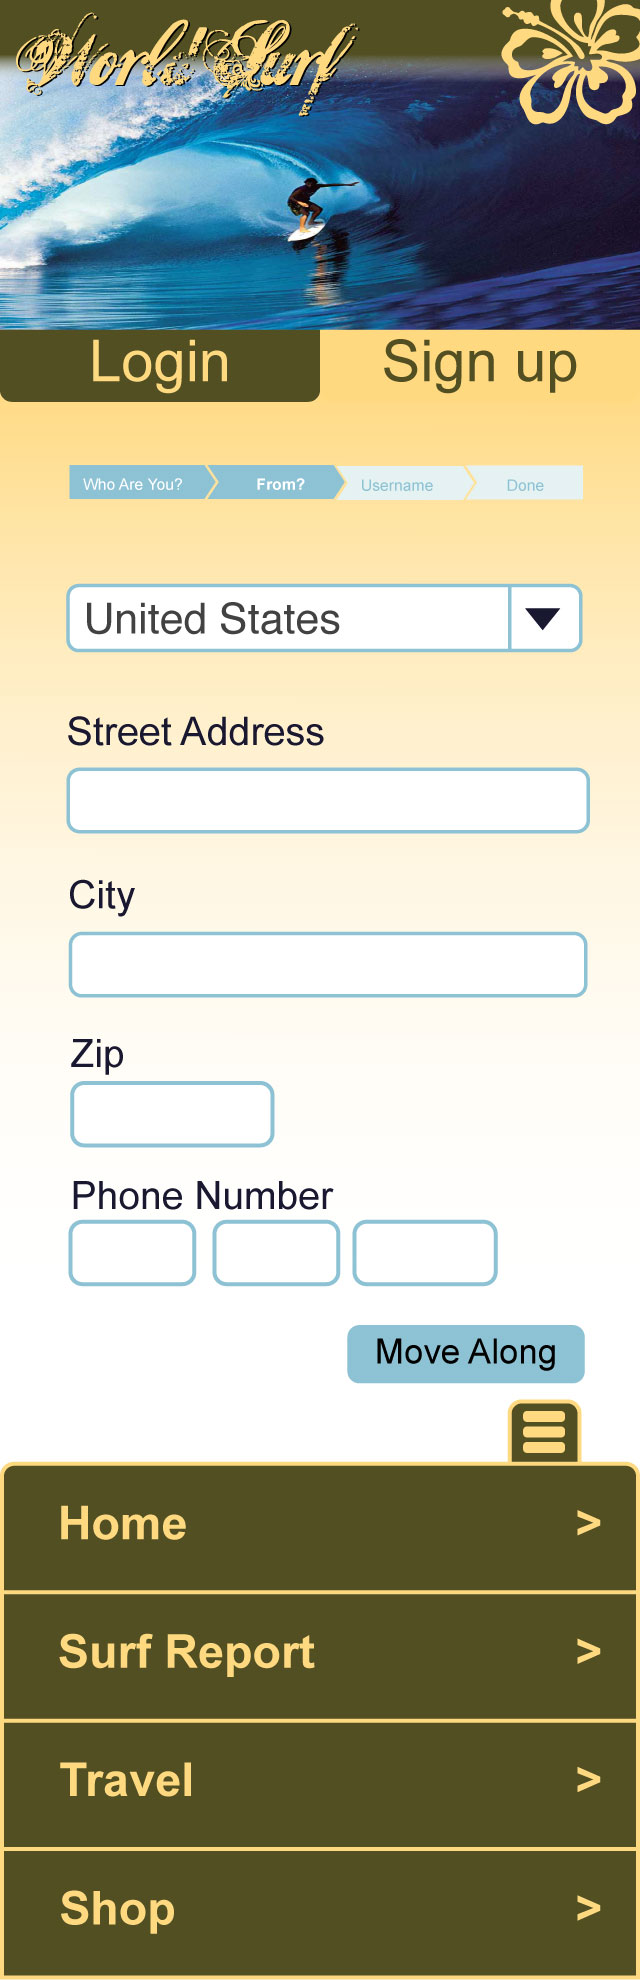 World Surf
Login Sign up
Who Are You? From? Username Done
United States
Street Address
City
Zip
Phone Number
Move Along
Home >
Surf Report >
Travel >
Shop >